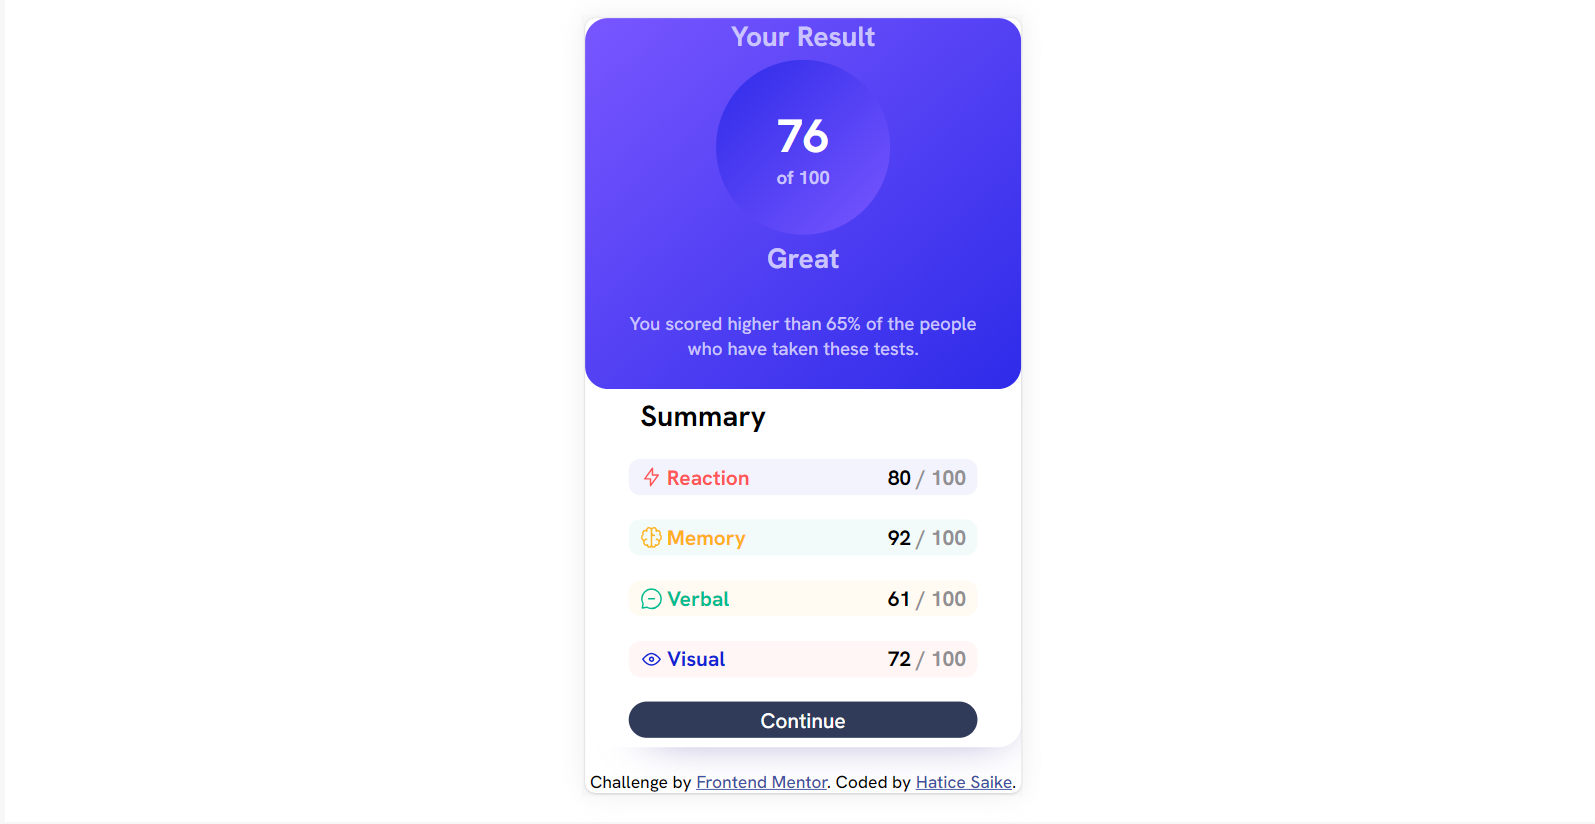 Your Result
76
of 100
Great
You scored higher than 65% of the people
who have taken these tests.
Summary
Reaction 80 / 100
Memory 92 / 100
Verbal 61 / 100
Visual 72 / 100
Continue
Challenge by Frontend Mentor. Coded by Hatice Saike.